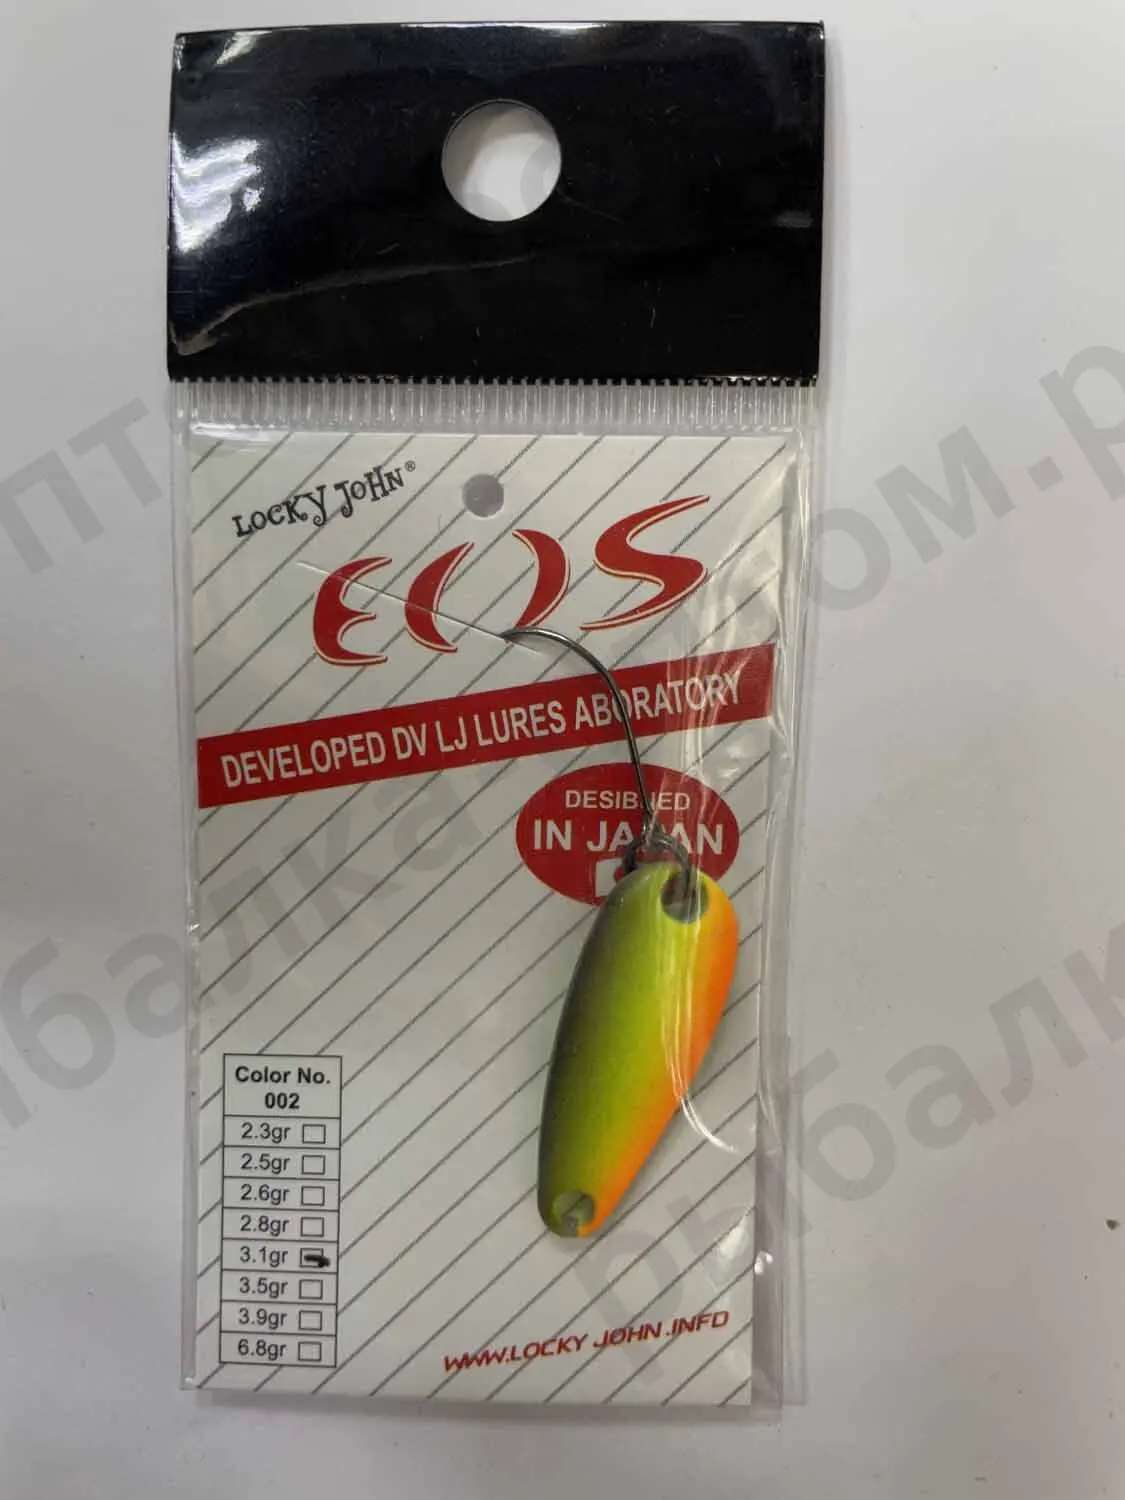 LOCKY JOHN®
EOS
DEVELOPED DV LJ LURES ABORATORY
DESIBNED
IN JAPAN
Color No.
002
2.3gr
2.5gr
2.6gr
2.8gr
3.1gr
3.5gr
3.9gr
6.8gr
WWW.LOCKY JOHN.INFD